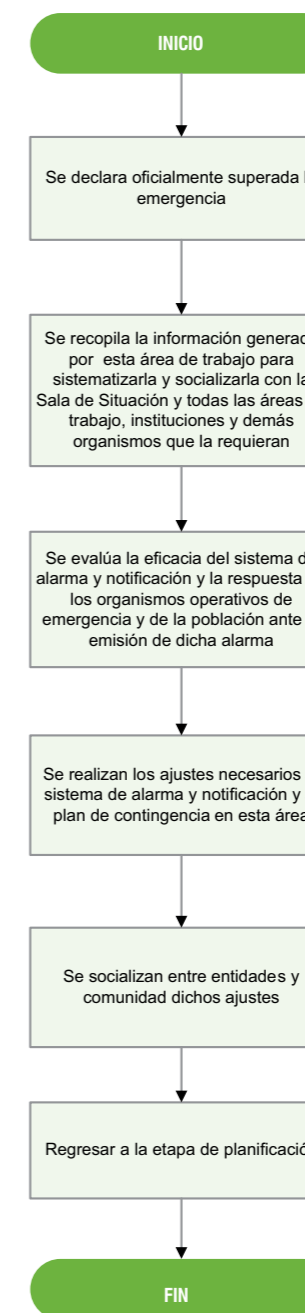 INICIO
Se declara oficialmente superada
emergencia
Se recopila la información
por esta área de trabajo para
sistematizarla y socializarla con la
Sala de Situación y todas las áreas
trabajo, instituciones y demás
organismos que la requieran
Se evalúa la eficacia del sistema
alarma y notificación y la respuesta
los organismos operativos de
emergencia y de la población ante
emisión de dicha alarma
Se realizan los ajustes necesarios
sistema de alarma y notificación y
plan de contingencia en esta área
Se socializan entre entidades y
comunidad dichos ajustes
Regresar a la etapa de planificación
FIN